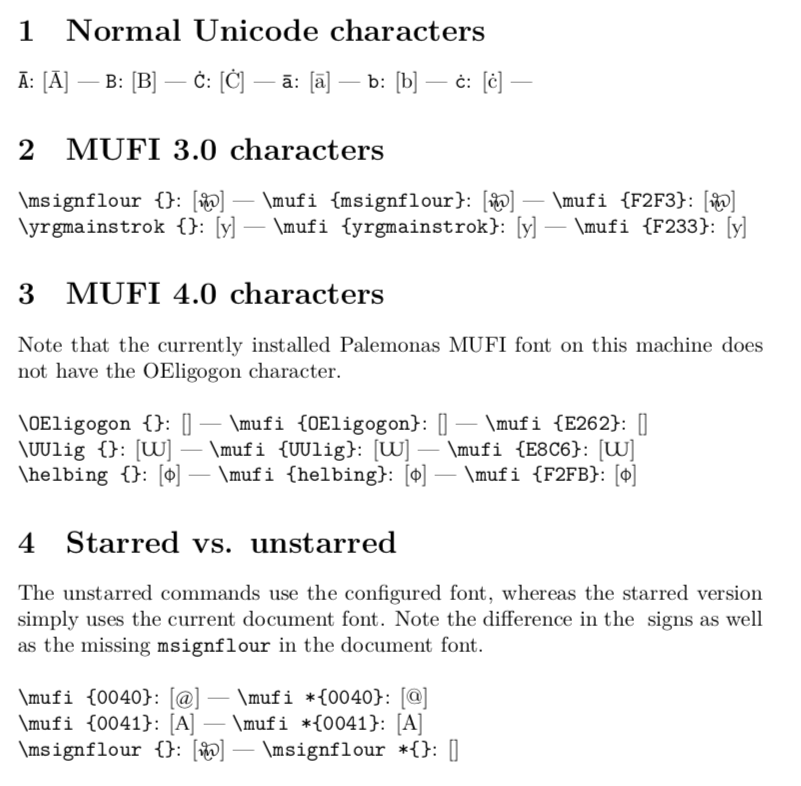 1 Normal Unicode characters
Ā: [Ā] — B: [B] — Ċ: [Ċ] — ā: [ā] — b: [b] — ċ: [ċ] —
2 MUFI 3.0 characters
\msignflour {}: [] — \mufi {msignflour}: [] — \mufi {F2F3}: []
\yrgmainstrok {}: [y] — \mufi {yrgmainstrok}: [y] — \mufi {F233}: [y]
3 MUFI 4.0 characters
Note that the currently installed Palemonas MUFI font on this machine does
not have the OEligogon character.
\OEligogon {}: [] — \mufi {OEligogon}: [] — \mufi {E262}: []
\UUlig {}: [] — \mufi {UUlig}: [] — \mufi {E8C6}: []
\helbing {}: [ϕ] — \mufi {helbing}: [ϕ] — \mufi {F2FB}: [ϕ]
4 Starred vs. unstarred
The unstarred commands use the configured font, whereas the starred version
simply uses the current document font. Note the difference in the signs as well
as the missing msignflour in the document font.
\mufi {0040}: [@] — \mufi *{0040}: [@]
\mufi {0041}: [A] — \mufi *{0041}: [A]
\msignflour {}: [] — \msignflour *{}: []